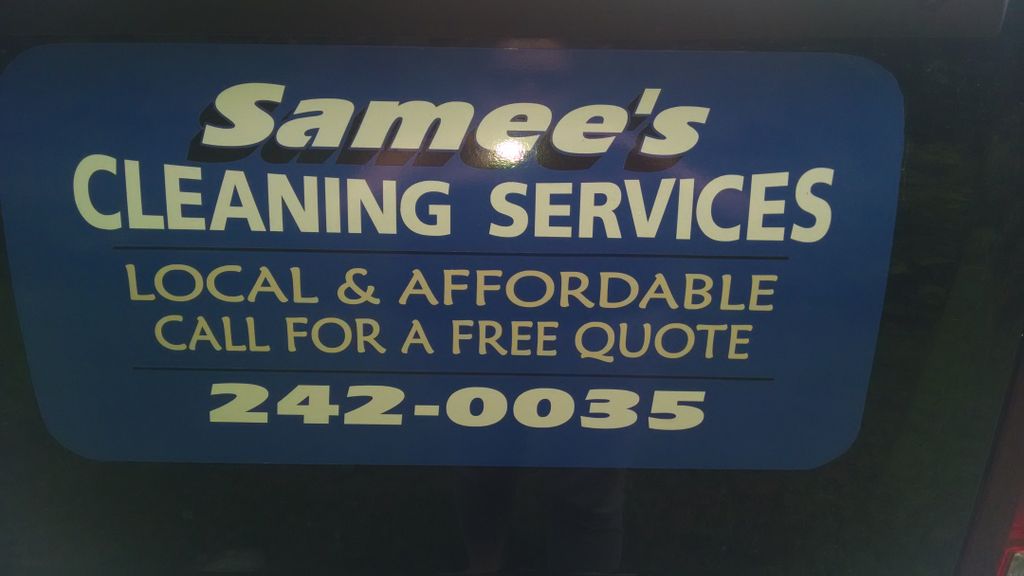 Samee's
CLEANING SERVICES
LOCAL & AFFORDABLE
CALL FOR A FREE QUOTE
242-0035